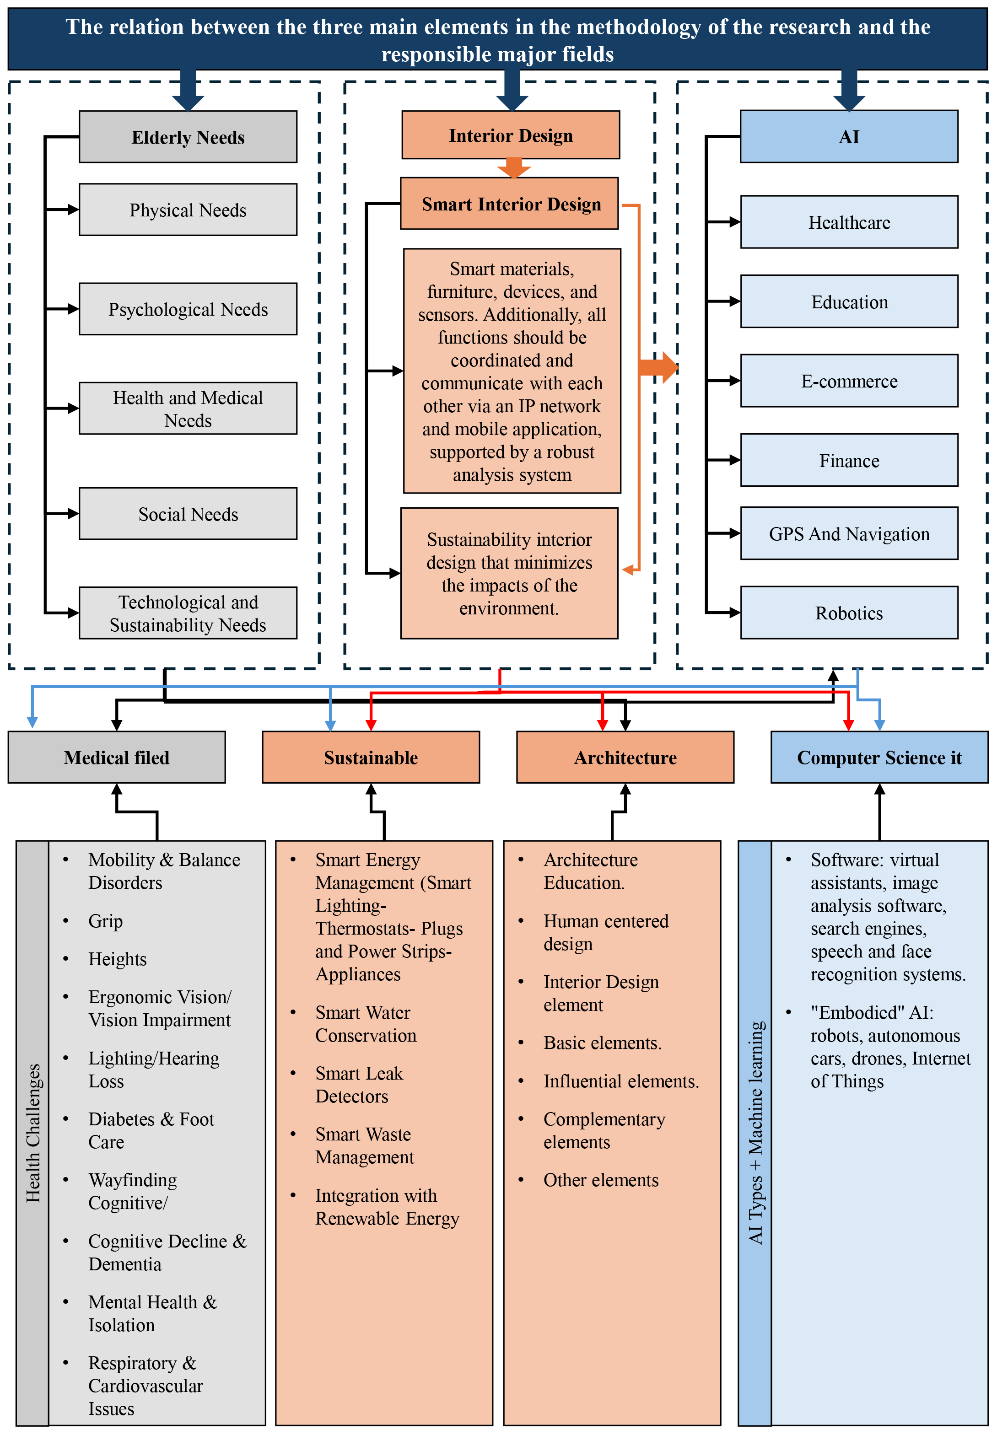 The relation between the three main elements in the methodology of the research and the
responsible major fields
Elderly Needs
Physical Needs
Psychological Needs
Health and Medical
Needs
Social Needs
Technological and
Sustainability Needs
Interior Design
Smart Interior Design
Smart materials,
furniture, devices, and
sensors. Additionally, all
functions should be
coordinated and
communicate with each
other via an IP network
and mobile application,
supported by a robust
analysis system
Sustainability interior
design that minimizes
the impacts of the
environment.
AI
Healthcare
Education
E-commerce
Finance
GPS And Navigation
Robotics
Medical filed
Sustainable
Architecture
Computer Science it
Health Challenges
• Mobility & Balance
Disorders
• Grip
• Heights
• Ergonomic Vision/
Vision Impairment
• Lighting/Hearing
Loss
• Diabetes & Foot
Care
• Wayfinding
Cognitive/
• Cognitive Decline &
Dementia
• Mental Health &
Isolation
• Respiratory &
Cardiovascular
Issues
• Smart Energy
Management (Smart
Lighting-
Thermostats- Plugs
and Power Strips-
Appliances
• Smart Water
Conservation
• Smart Leak
Detectors
• Smart Waste
Management
• Integration with
Renewable Energy
• Architecture
Education.
• Human centered
design
• Interior Design
element
• Basic elements.
• Influential elements.
• Complementary
elements
• Other elements
AI Types + Machine learning
• Software: virtual
assistants, image
analysis software,
search engines,
speech and face
recognition systems.
• "Embodied" AI:
robots, autonomous
cars, drones, Internet
of Things